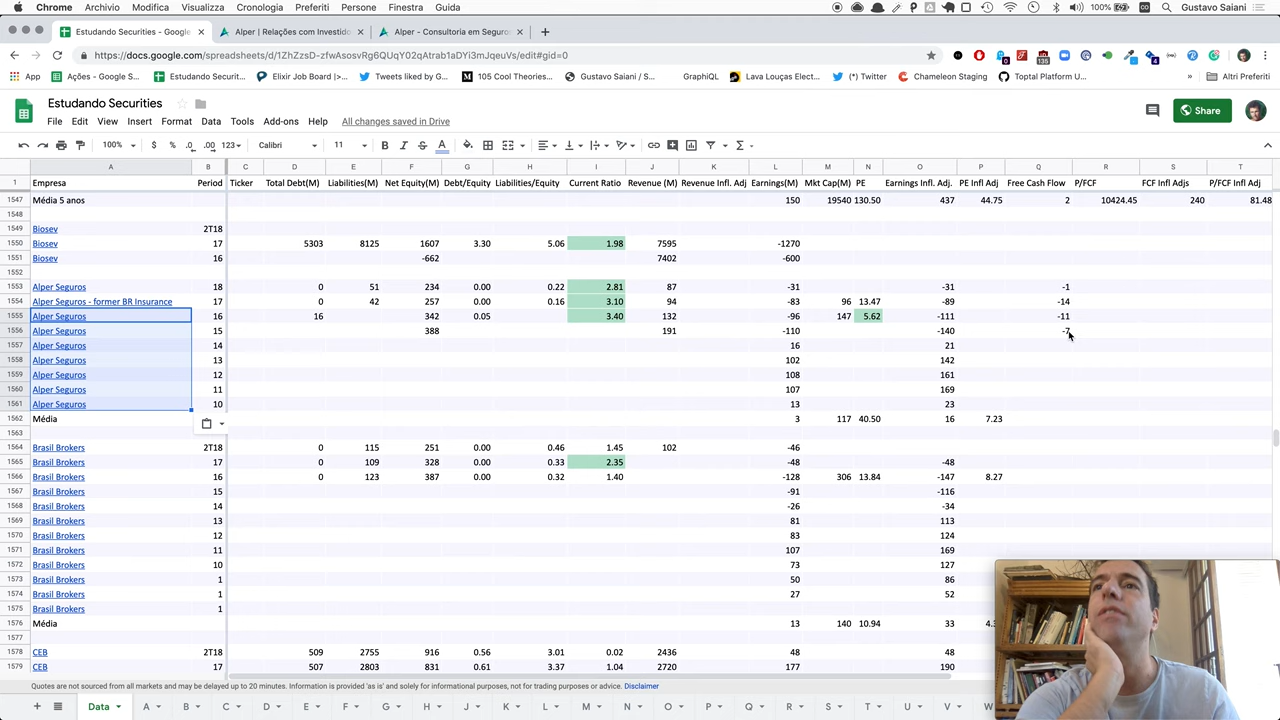 Chrome Archivio Modifica Visualizza Cronologia Preferiti Persone Finestra Guida 100% Gustavo Saiani
Estudando Securities - Google Alper | Relações com Investido Alper - Consultoria em Seguro
https://docs.google.com/spreadsheets/d/
App Ações - Google S... Estudando Securit... Elixir Job Board |>... Tweets liked by G... 105 Cool Theories... Gustavo Saiani /... GraphiQL Lava Louças Elect... (*) Twitter Chameleon Staging Toptal Platform U... » Altri Preferiti
Estudando Securities
Share
File Edit View Insert Format Data Tools Add-ons Help All changes saved in Drive
100% $ % .0 .00 123 Calibri 11 B I S A
A B C D E F G H I J K L M N O P Q R S T
1 Empresa Period Ticker Total Debt(M) Liabilities(M) Net Equity(M) Debt/Equity Liabilities/Equity Current Ratio Revenue (M) Revenue Infl. Adj Earnings(M) Mkt Cap(M) PE Earnings Infl. Adj. PE Infl Adj Free Cash Flow P/FCF FCF Infl Adjs P/FCF Infl Adj
1547 Média 5 anos 150 19540 130.50 437 44.75 2 10424.45 240 81.48
1548
1549 Biosev 2T18
1550 Biosev 17 5303 8125 1607 3.30 5.06 1.98 7595 -1270
1551 Biosev 16 -662 7402 -600
1552
1553 Alper Seguros 18 0 51 234 0.00 0.22 2.81 87 -31 -31 -1
1554 Alper Seguros - former BR Insurance 17 0 42 257 0.00 0.16 3.10 94 -83 96 13.47 -89 -14
1555 Alper Seguros 16 16 342 0.05 3.40 132 -96 147 5.62 -111 -11
1556 Alper Seguros 15 388 191 -110 -140 -7
1557 Alper Seguros 14 16 21
1558 Alper Seguros 13 102 142
1559 Alper Seguros 12 108 161
1560 Alper Seguros 11 107 169
1561 Alper Seguros 10 13 23
1562 Média 3 117 40.50 16 7.23
1563
1564 Brasil Brokers 2T18 0 115 251 0.00 0.46 1.45 102 -46
1565 Brasil Brokers 17 0 109 328 0.00 0.33 2.35 -48 -48
1566 Brasil Brokers 16 0 123 387 0.00 0.32 1.40 -128 306 13.84 -147 8.27
1567 Brasil Brokers 15 -91 -116
1568 Brasil Brokers 14 -26 -34
1569 Brasil Brokers 13 81 113
1570 Brasil Brokers 12 83 124
1571 Brasil Brokers 11 107 169
1572 Brasil Brokers 10 73 127
1573 Brasil Brokers 1 50 86
1574 Brasil Brokers 1 27 52
1575 Brasil Brokers 1
1576 Média 13 140 10.94 33
1577
1578 CEB 2T18 509 2755 916 0.56 3.01 0.02 2436 48 48
1579 CEB 17 507 2803 831 0.61 3.37 1.04 2720 177 190
Quotes are not sourced from all markets and may be delayed up to 20 minutes. Information is provided 'as is' and solely for informational purposes, not for trading purposes or advice. Disclaimer
+ Data A B C D E F G H I J K L M N O P Q R S T U V W